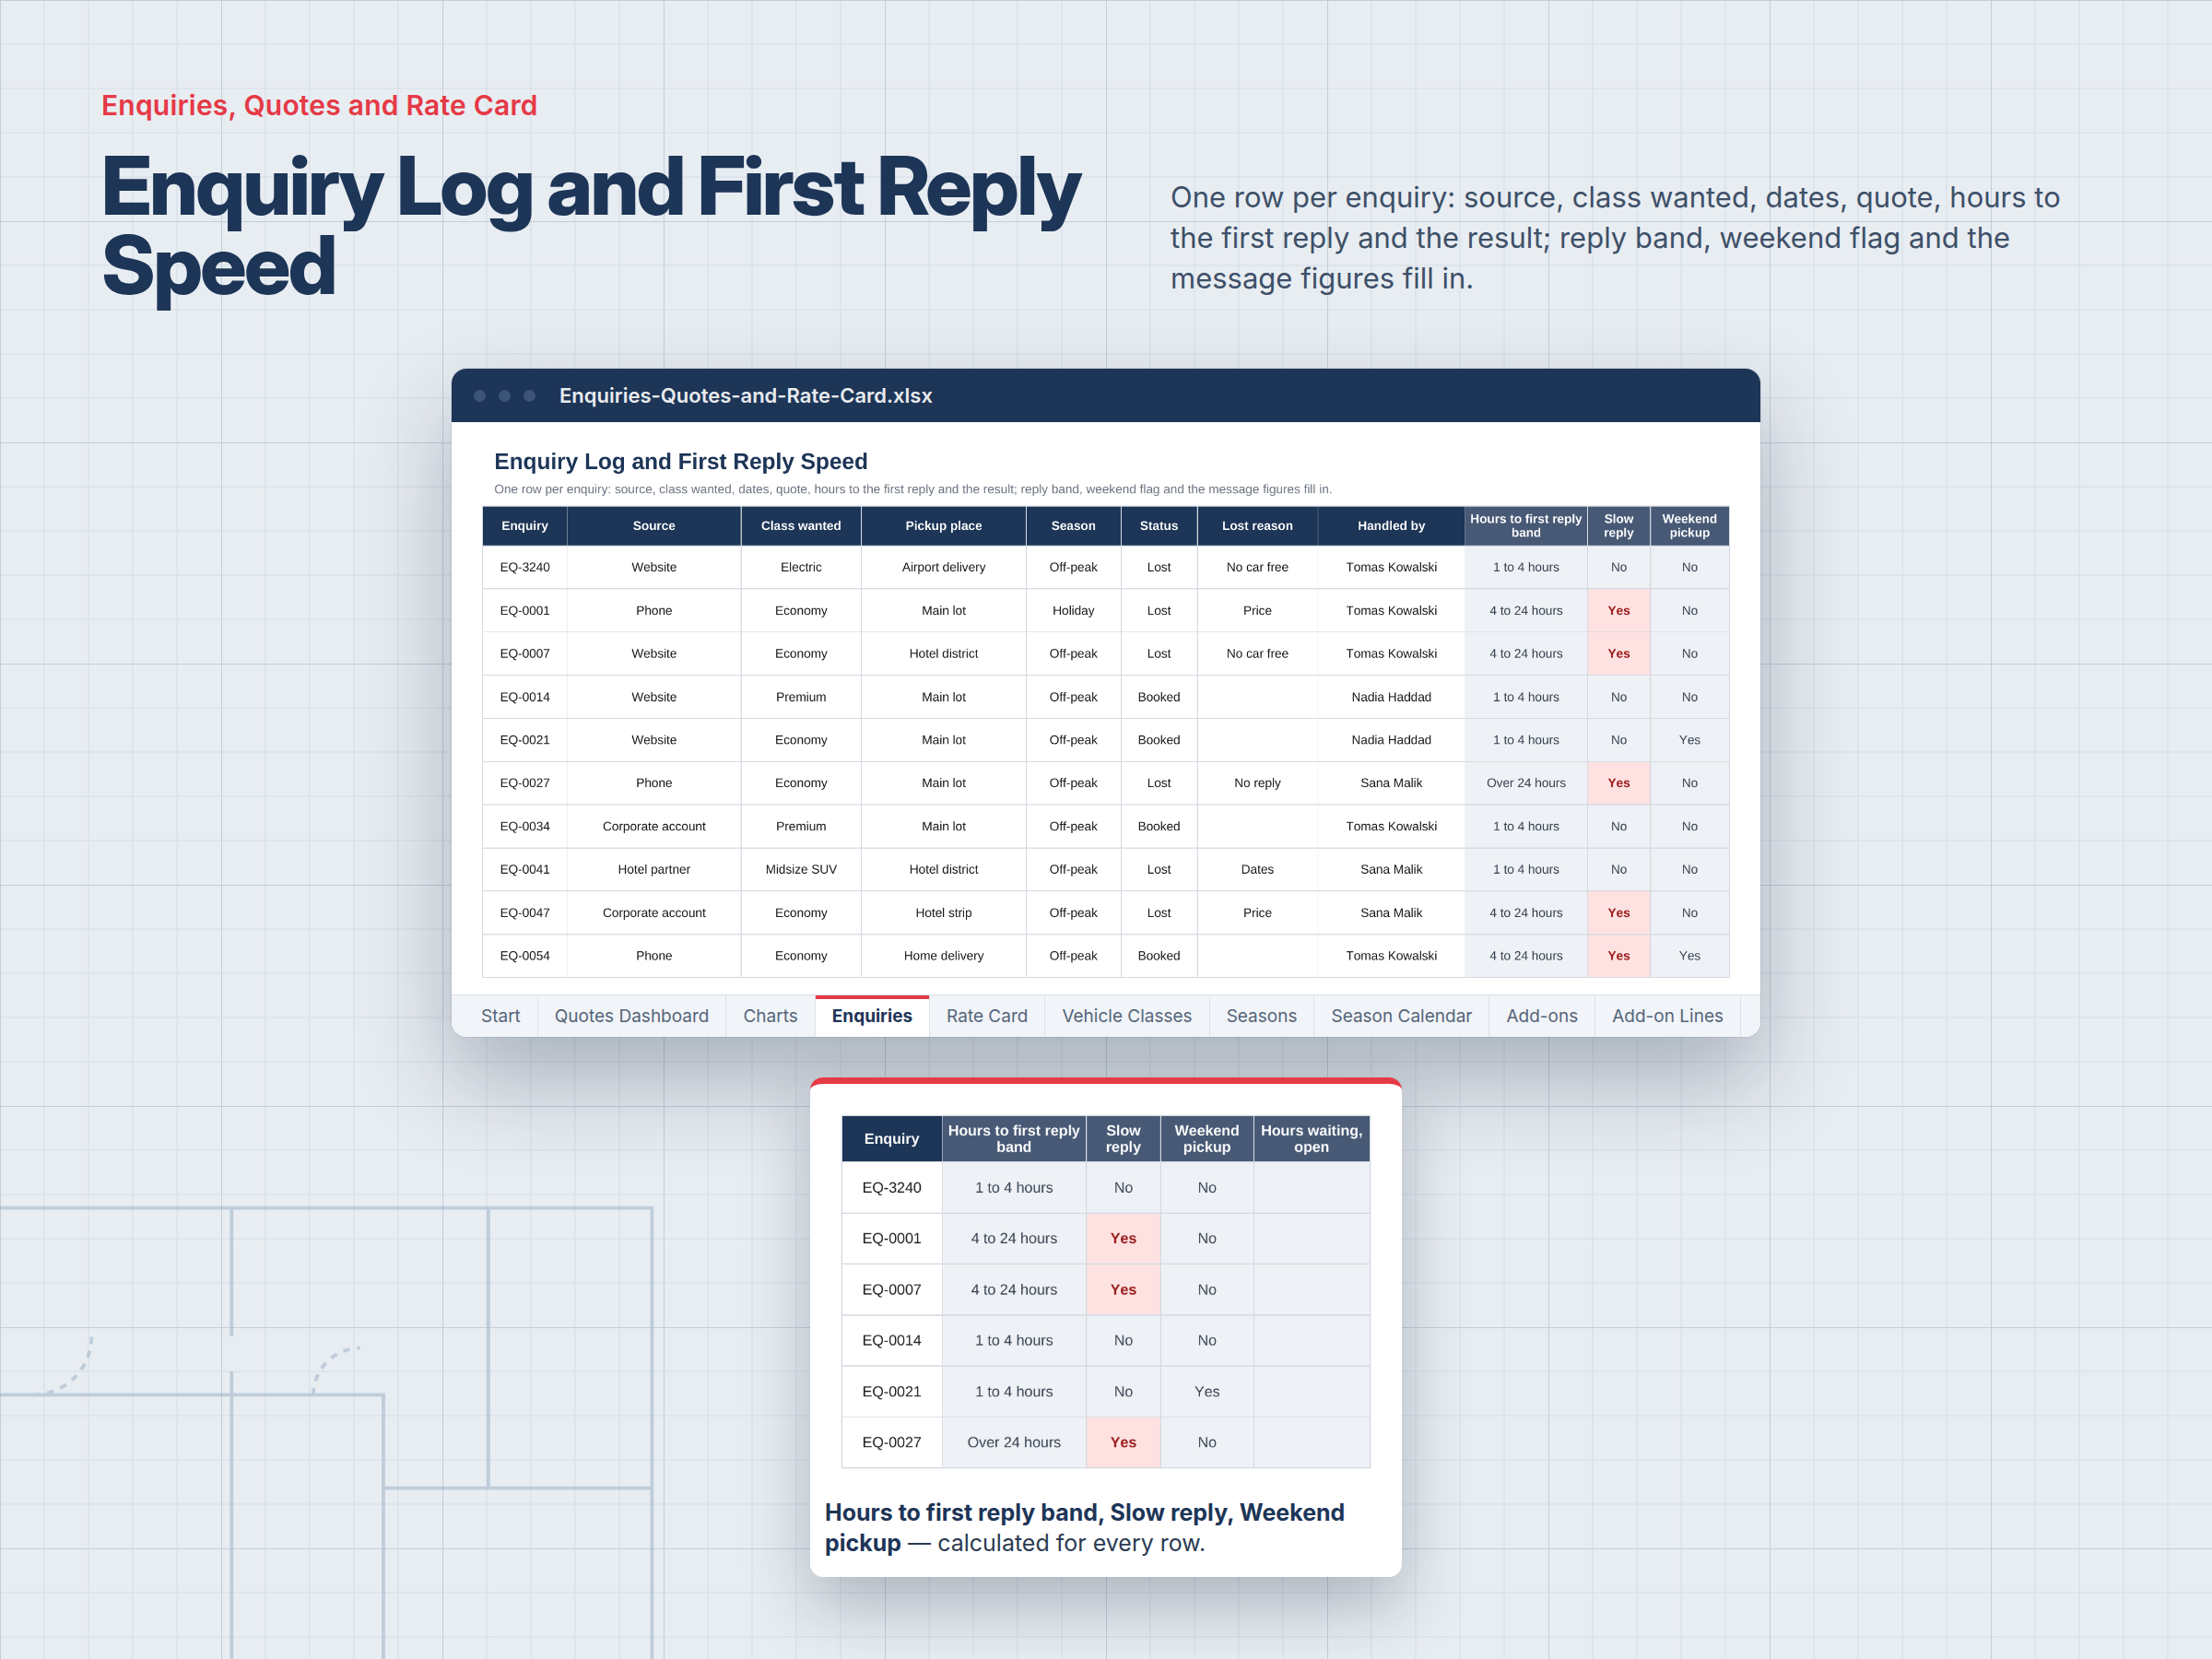 Enquiries, Quotes and Rate Card
Enquiry Log and First Reply
Speed
One row per enquiry: source, class wanted, dates, quote, hours to
the first reply and the result; reply band, weekend flag and the
message figures fill in.
Enquiries-Quotes-and-Rate-Card.xlsx
Enquiry Log and First Reply Speed
One row per enquiry: source, class wanted, dates, quote, hours to the first reply and the result; reply band, weekend flag and the message figures fill in.
Enquiry Source Class wanted Pickup place Season Status Lost reason Handled by Hours to first reply band Slow reply Weekend pickup
EQ-3240 Website Electric Airport delivery Off-peak Lost No car free Tomas Kowalski 1 to 4 hours No No
EQ-0001 Phone Economy Main lot Holiday Lost Price Tomas Kowalski 4 to 24 hours Yes No
EQ-0007 Website Economy Hotel district Off-peak Lost No car free Tomas Kowalski 4 to 24 hours Yes No
EQ-0014 Website Premium Main lot Off-peak Booked Nadia Haddad 1 to 4 hours No No
EQ-0021 Website Economy Main lot Off-peak Booked Nadia Haddad 1 to 4 hours No Yes
EQ-0027 Phone Economy Main lot Off-peak Lost No reply Sana Malik Over 24 hours Yes No
EQ-0034 Corporate account Premium Main lot Off-peak Booked Tomas Kowalski 1 to 4 hours No No
EQ-0041 Hotel partner Midsize SUV Hotel district Off-peak Lost Dates Sana Malik 1 to 4 hours No No
EQ-0047 Corporate account Economy Hotel strip Off-peak Lost Price Sana Malik 4 to 24 hours Yes No
EQ-0054 Phone Economy Home delivery Off-peak Booked Tomas Kowalski 4 to 24 hours Yes Yes
Start Quotes Dashboard Charts Enquiries Rate Card Vehicle Classes Seasons Season Calendar Add-ons Add-on Lines
Enquiry Hours to first reply band Slow reply Weekend pickup Hours waiting, open
EQ-3240 1 to 4 hours No No
EQ-0001 4 to 24 hours Yes No
EQ-0007 4 to 24 hours Yes No
EQ-0014 1 to 4 hours No No
EQ-0021 1 to 4 hours No Yes
EQ-0027 Over 24 hours Yes No
Hours to first reply band, Slow reply, Weekend
pickup — calculated for every row.